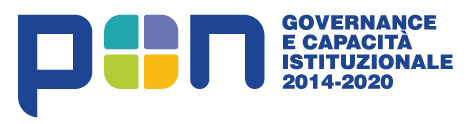 pon
GOVERNANCE
E CAPACITÀ
ISTITUZIONALE
2014-2020